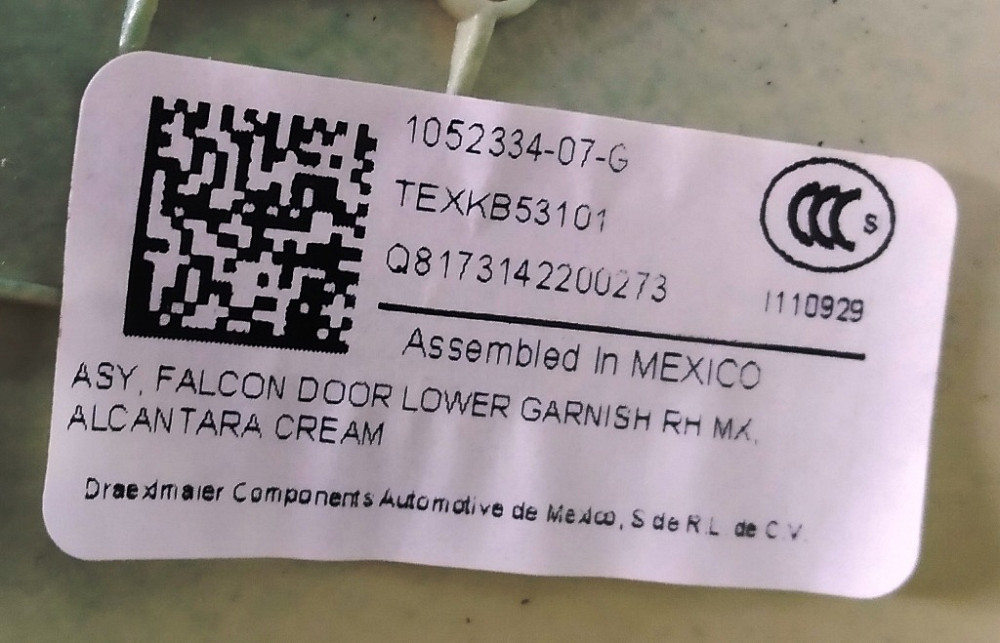 1052334-07-G
TEXKB53101
Q8173142200273
CCC S
I110929
Assembled In MEXICO
ASY, FALCON DOOR LOWER GARNISH RH MX,
ALCANTARA CREAM
Draexlmaier Components Automotive de Mexico, S de R.L. de C.V.